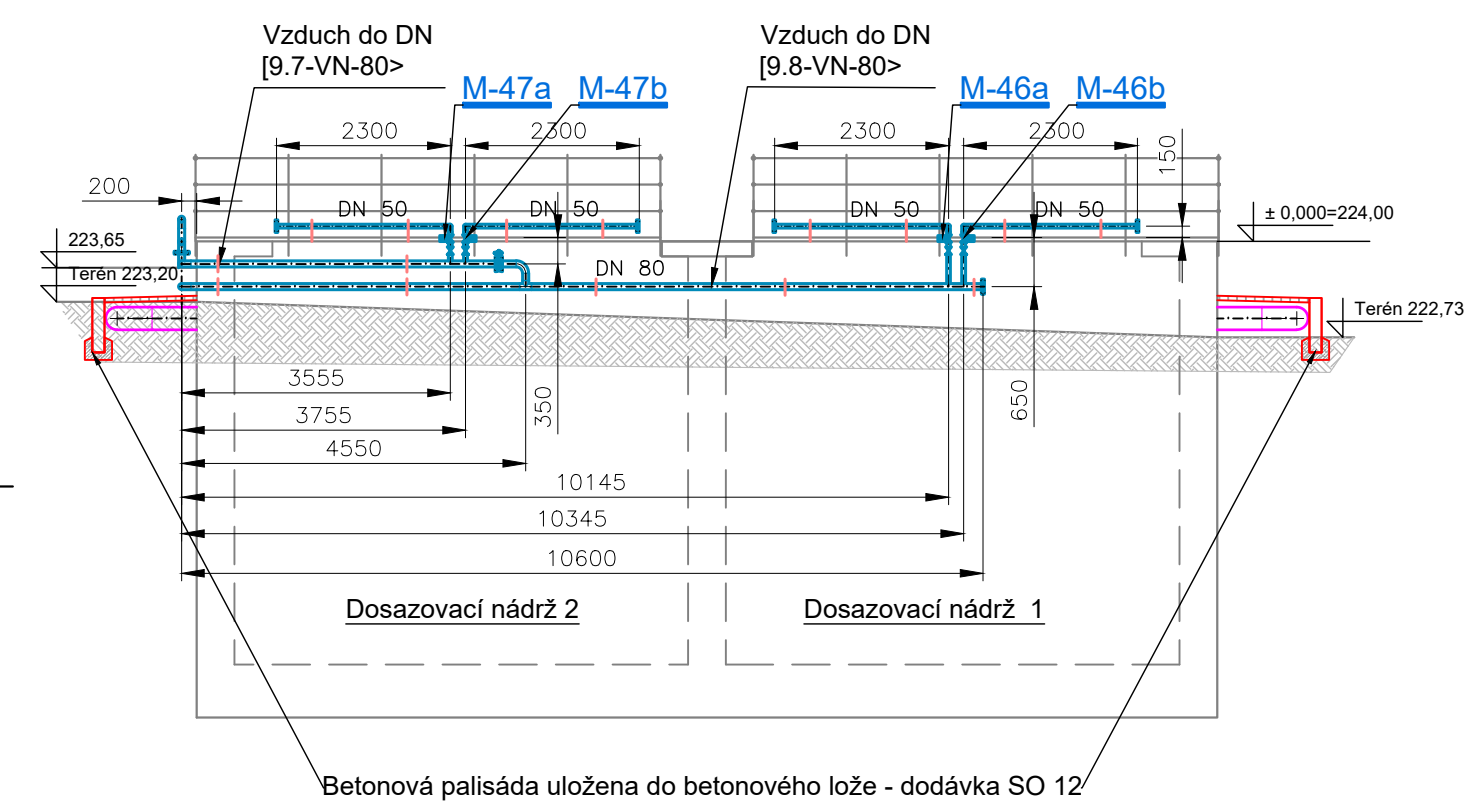 Vzduch do DN
[9.7-VN-80>
Vzduch do DN
[9.8-VN-80>
M-47a
M-47b
M-46a
M-46b
2300
2300
2300
2300
150
200
DN 50
DN 50
DN 50
DN 50
± 0,000=224,00
223,65
Terén 223,20
DN 80
Terén 222,73
3555
350
650
3755
4550
10145
10345
10600
Dosazovací nádrž 2
Dosazovací nádrž 1
Betonová palisáda uložena do betonového lože - dodávka SO 12